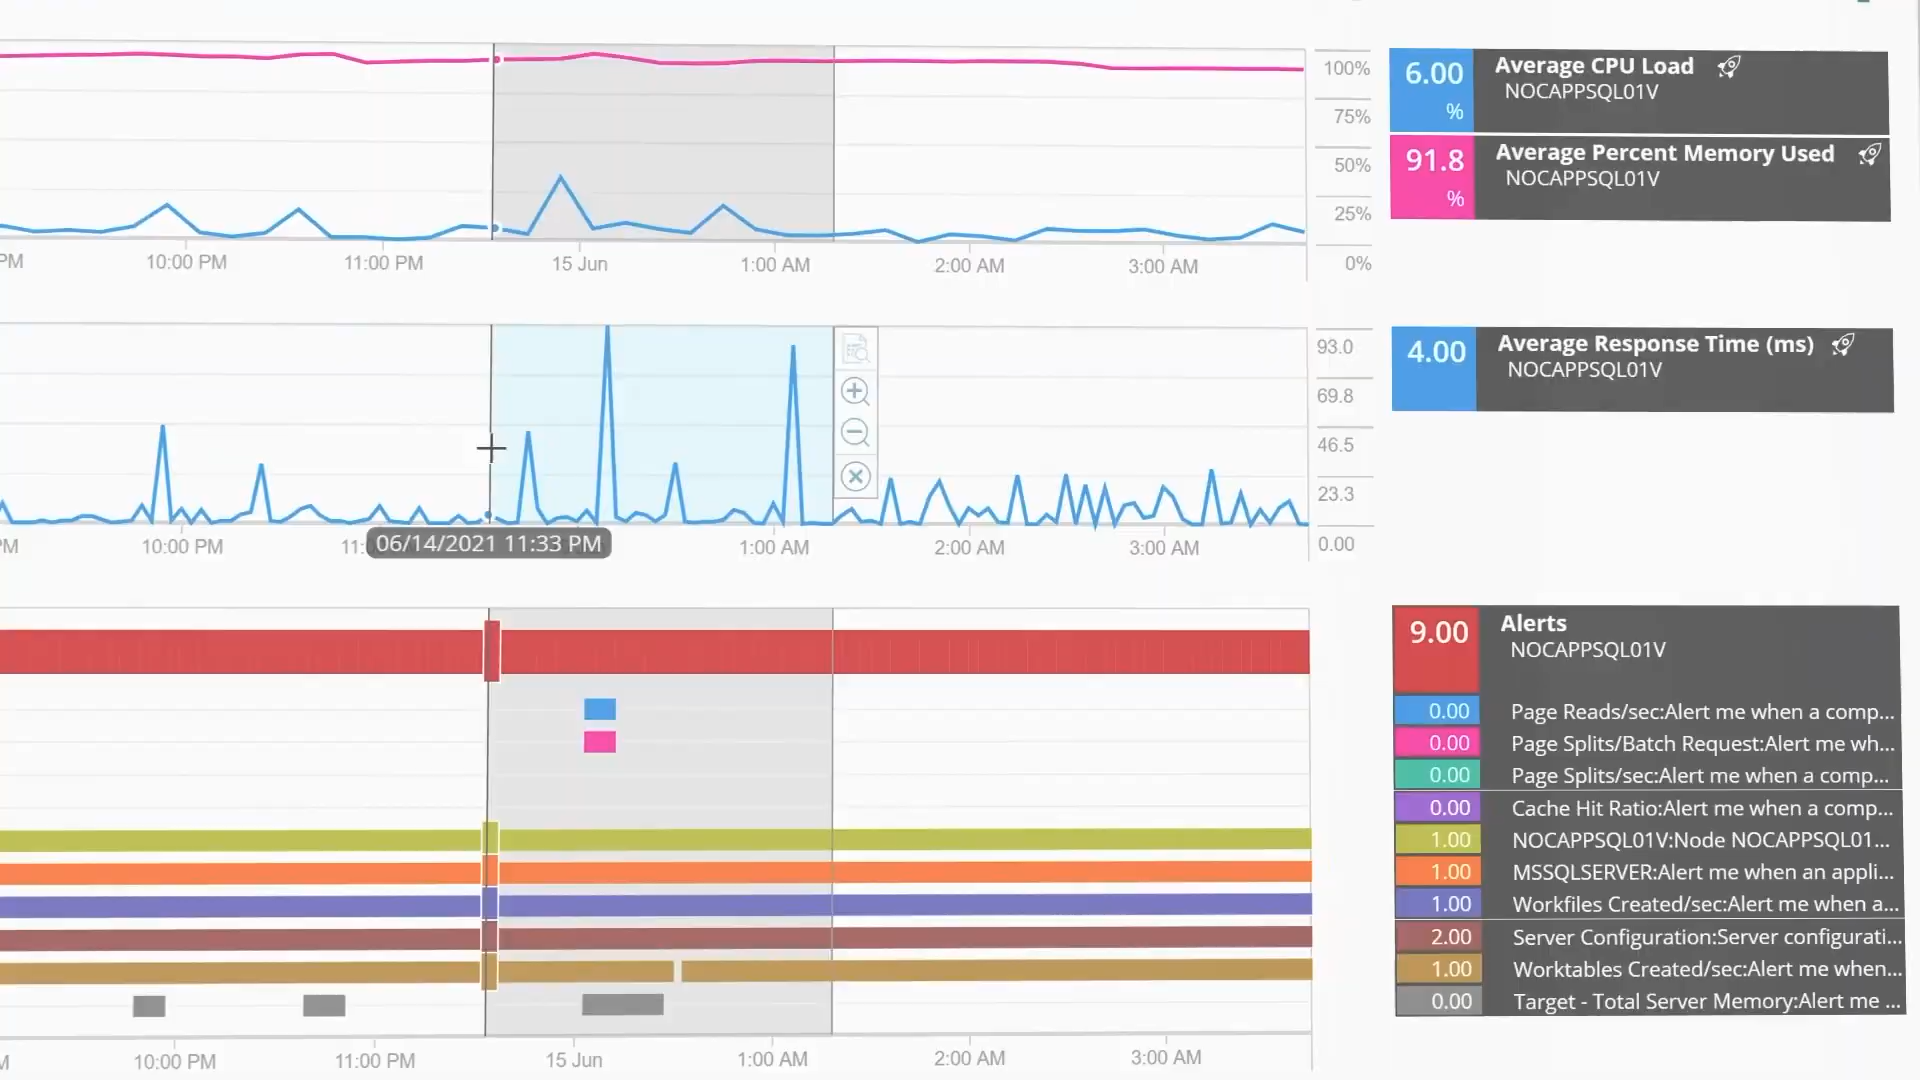 100%
75%
50%
25%
0%
PM
10:00 PM
11:00 PM
15 Jun
1:00 AM
2:00 AM
3:00 AM
6.00
%
Average CPU Load
NOCAPPSQL01V
91.8
%
Average Percent Memory Used
NOCAPPSQL01V
93.0
69.8
46.5
23.3
0.00
PM
10:00 PM
11:
06/14/2021 11:33 PM
1:00 AM
2:00 AM
3:00 AM
4.00
Average Response Time (ms)
NOCAPPSQL01V
9.00
Alerts
NOCAPPSQL01V
0.00 Page Reads/sec:Alert me when a comp...
0.00 Page Splits/Batch Request:Alert me wh...
0.00 Page Splits/sec:Alert me when a comp...
0.00 Cache Hit Ratio:Alert me when a comp...
1.00 NOCAPPSQL01V:Node NOCAPPSQL01...
1.00 MSSQLSERVER:Alert me when an appli...
1.00 Workfiles Created/sec:Alert me when a...
2.00 Server Configuration:Server configurati...
1.00 Worktables Created/sec:Alert me when...
0.00 Target - Total Server Memory:Alert me ...
M
10:00 PM
11:00 PM
15 Jun
1:00 AM
2:00 AM
3:00 AM